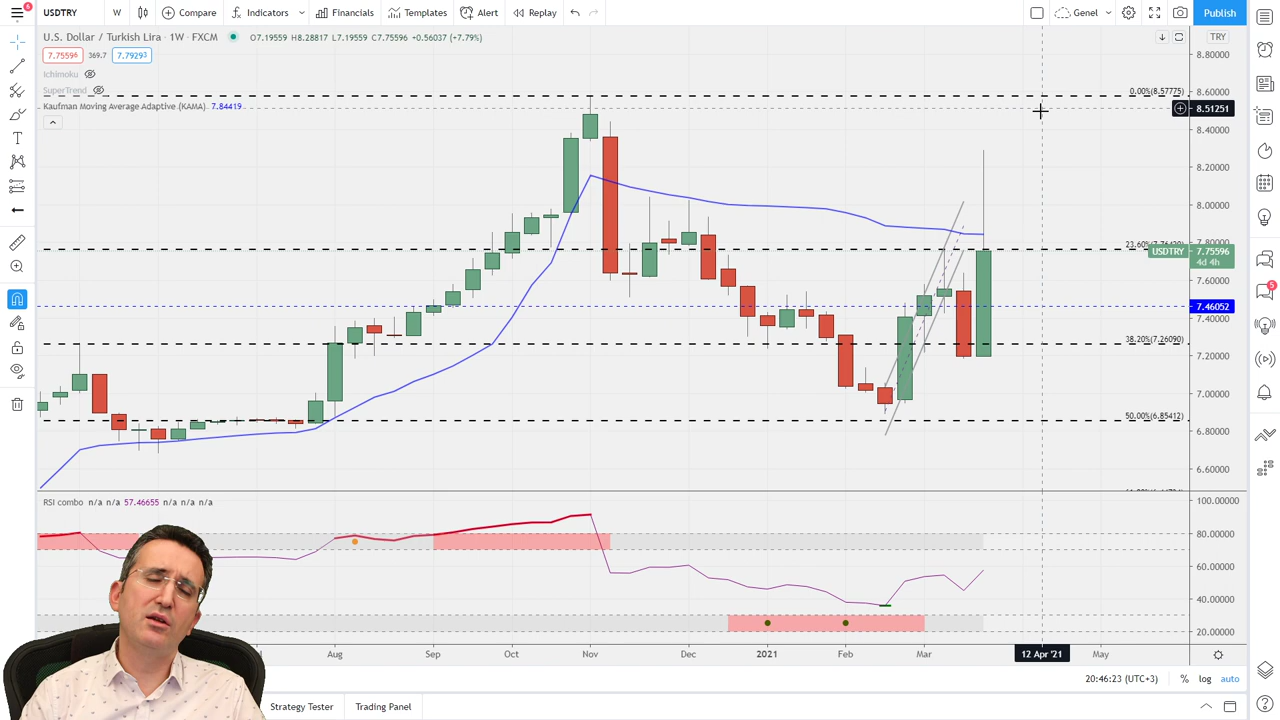 6
USDTRY W Compare Indicators Financials Templates Alert Replay Genel Publish
U.S. Dollar / Turkish Lira · 1W · FXCM O7.19559 H8.28817 L7.19559 C7.75596 +0.56037 (+7.79%) TRY
7.75596 369.7 7.79293
Ichimoku
SuperTrend
Kaufman Moving Average Adaptive (KAMA) 7.84419
0.00%(8.57775)
38.20%(7.26090)
50.00%(6.85412)
8.80000
8.60000
8.51251
8.40000
8.20000
8.00000
7.80000
USDTRY 7.75596
4d 4h
7.60000
7.46052
7.40000
7.20000
7.00000
6.80000
6.60000
5
RSI combo n/a n/a 57.46655 n/a n/a n/a
100.00000
80.00000
60.00000
40.00000
20.00000
Aug Sep Oct Nov Dec 2021 Feb Mar 12 Apr '21 May
20:46:23 (UTC+3) % log auto
Strategy Tester Trading Panel